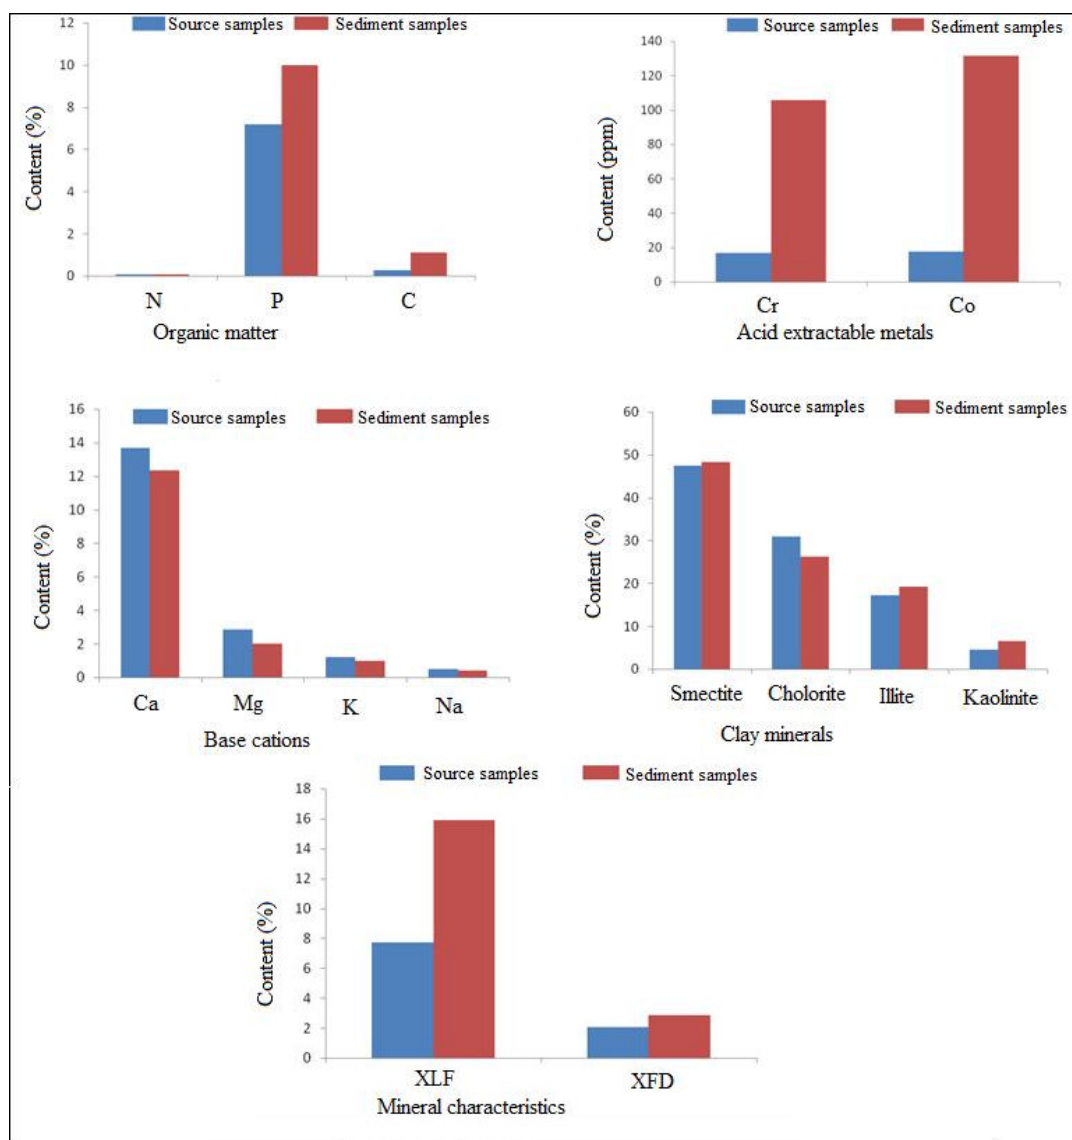 Source samples Sediment samples
12
10
8
6
4
2
0
Content (%)
N P C
Organic matter
Source samples Sediment samples
140
120
100
80
60
40
20
0
Content (ppm)
Cr Co
Acid extractable metals
Source samples Sediment samples
16
14
12
10
8
6
4
2
0
Content (%)
Ca Mg K Na
Base cations
Source samples Sediment samples
60
50
40
30
20
10
0
Content (%)
Smectite Cholorite Illite Kaolinite
Clay minerals
Source samples Sediment samples
18
16
14
12
10
8
6
4
2
0
Content (%)
XLF XFD
Mineral characteristics